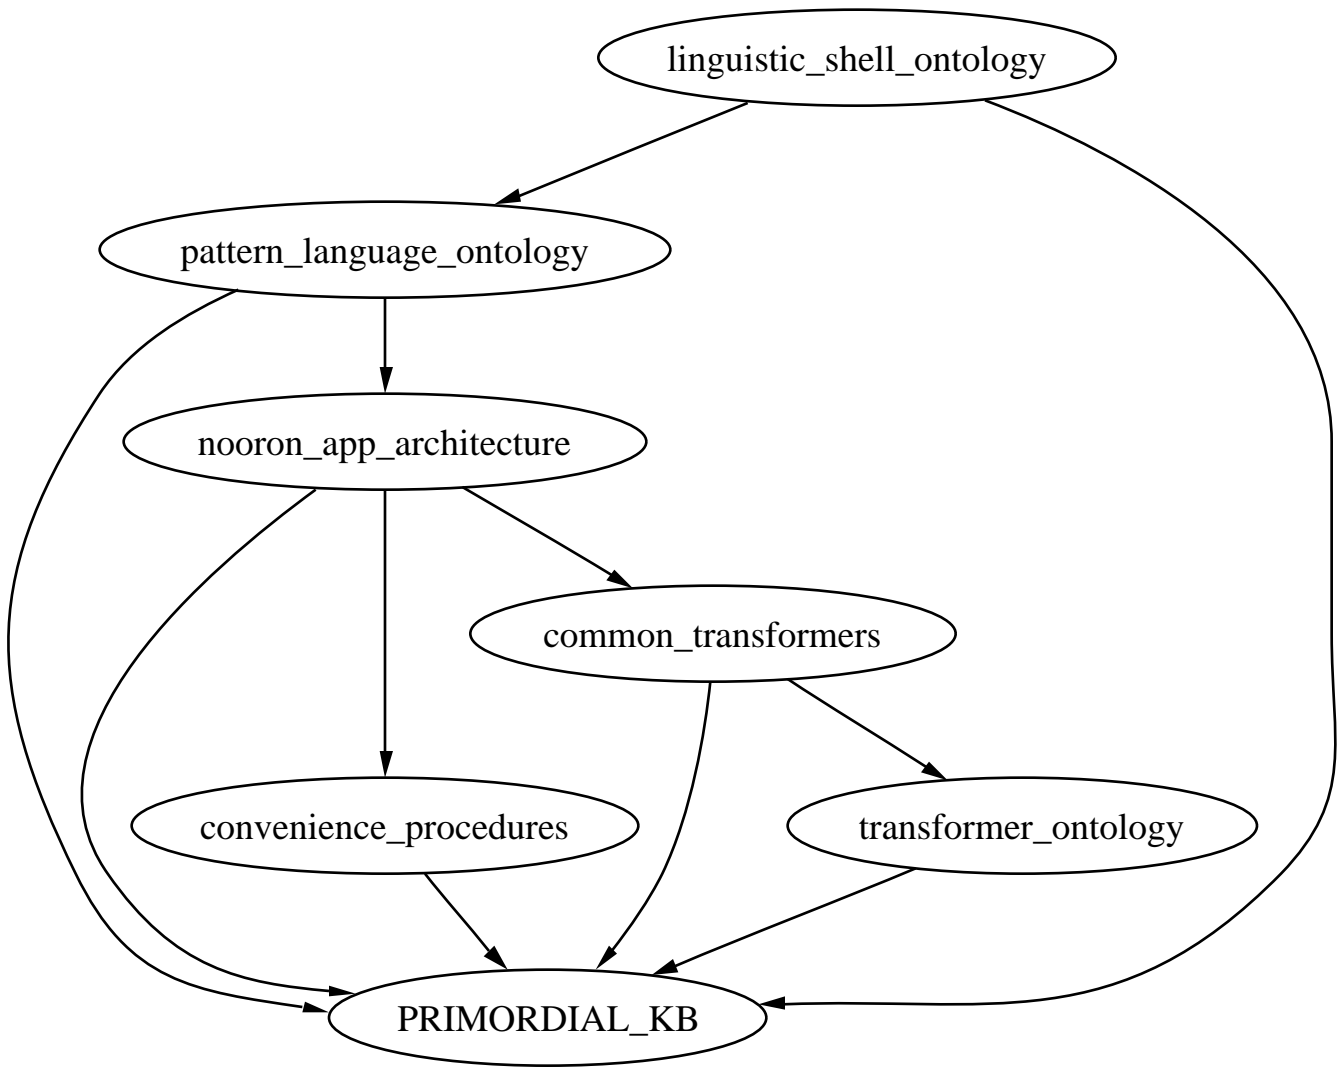 linguistic_shell_ontology
pattern_language_ontology
nooron_app_architecture
common_transformers
convenience_procedures
transformer_ontology
PRIMORDIAL_KB